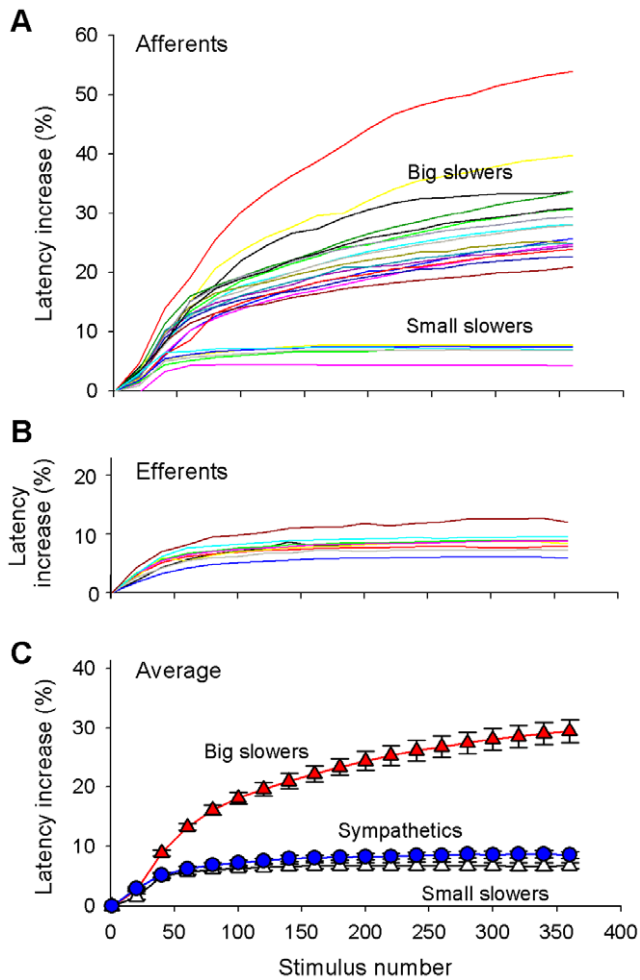 A
Afferents
Latency increase (%)
60
50
40
30
20
10
0
Big slowers
Small slowers
B
Efferents
Latency
increase (%)
20
10
0
C
Average
Latency increase (%)
40
30
20
10
0
Big slowers
Sympathetics
Small slowers
0 50 100 150 200 250 300 350 400
Stimulus number